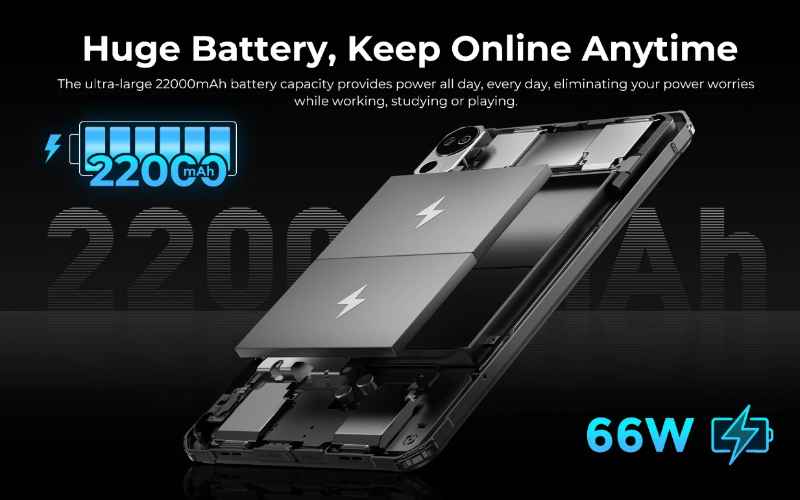 Huge Battery, Keep Online Anytime
The ultra-large 22000mAh battery capacity provides power all day, every day, eliminating your power worries
while working, studying or playing.
22000 mAh
22000mAh
66W